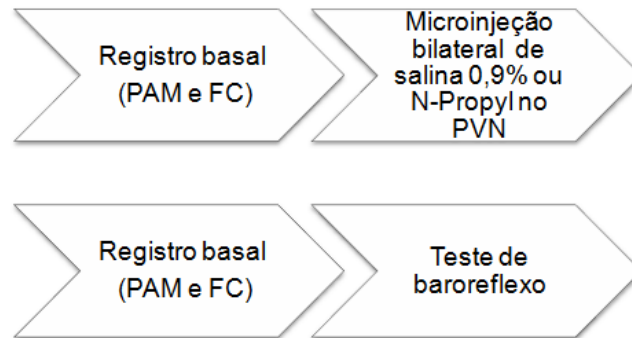 Registro basal
(PAM e FC)
Microinjeção
bilateral de
salina 0,9% ou
N-Propyl no
PVN
Registro basal
(PAM e FC)
Teste de
baroreflexo